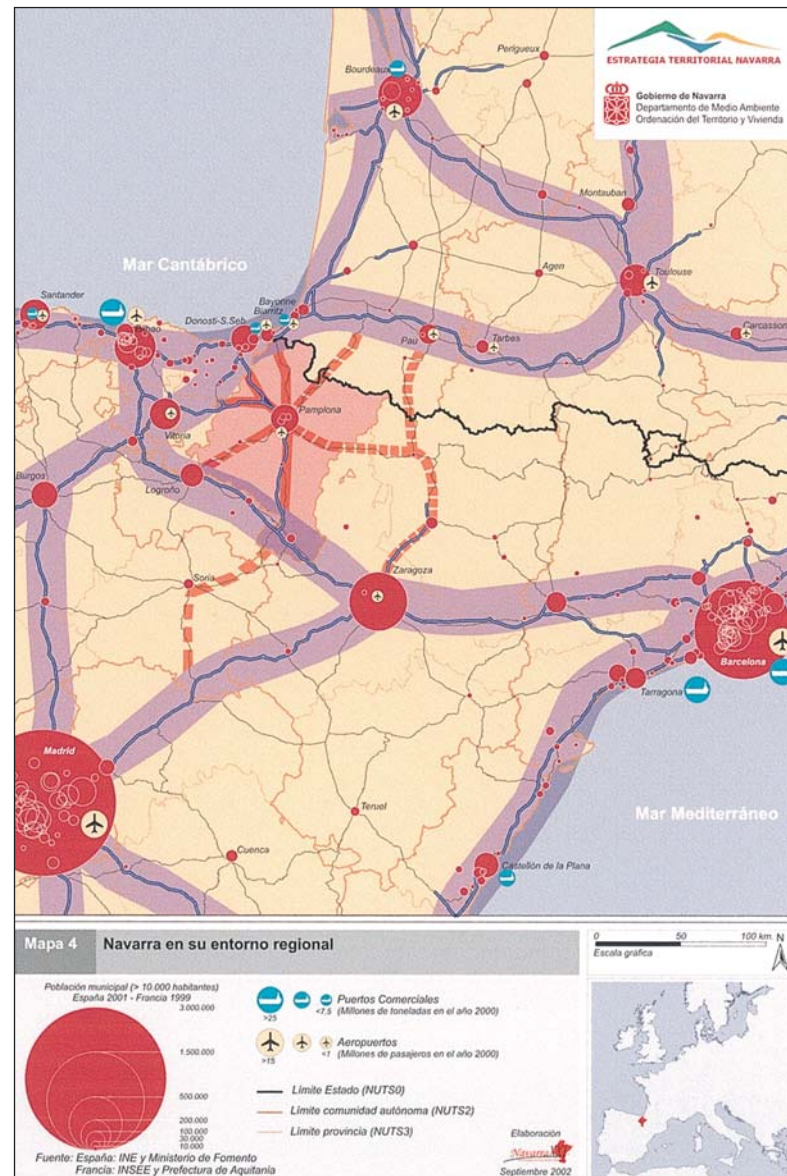 ESTRATEGIA TERRITORIAL NAVARRA
Gobierno de Navarra
Departamento de Medio Ambiente
Ordenación del Territorio y Vivienda
Perigueux
Bourdeaux
Montauban
Mar Cantábrico
Agen
Toulouse
Santander
Bayonne
Biarritz
Donosti-S.Seb.
Bilbao
Pau
Tarbes
Carcasson
Pamplona
Vitoria
Burgos
Logroño
Soria
Zaragoza
Barcelona
Tarragona
Madrid
Teruel
Mar Mediterráneo
Cuenca
Castellón de la Plana
Mapa 4 Navarra en su entorno regional
0 50 100 km.
Escala gráfica
N
Población municipal (> 10.000 habitantes)
España 2001 - Francia 1999
3.000.000
1.500.000
500.000
200.000
100.000
30.000
10.000
Puertos Comerciales
>25 <1,5 (Millones de toneladas en el año 2000)
Aeropuertos
>15 <1 (Millones de pasajeros en el año 2000)
Límite Estado (NUTS0)
Límite comunidad autónoma (NUTS2)
Límite provincia (NUTS3)
Elaboración
Navarra
Septiembre 2002
Fuente: España: INE y Ministerio de Fomento
Francia: INSEE y Prefectura de Aquitania